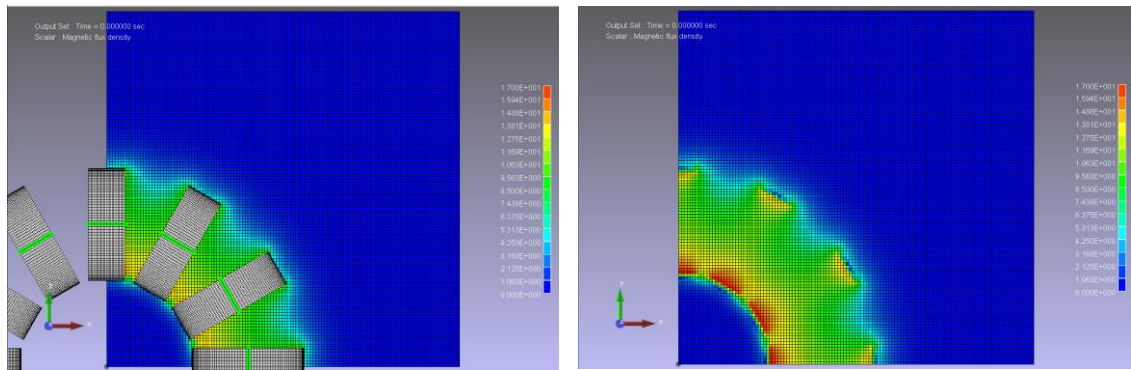 Output Set : Time = 0.000000 sec
Scalar : Magnetic flux density
1.700E+001
1.594E+001
1.488E+001
1.381E+001
1.275E+001
1.169E+001
1.063E+001
9.563E+000
8.500E+000
7.438E+000
6.375E+000
5.313E+000
4.250E+000
3.188E+000
2.125E+000
1.063E+000
0.000E+000
x
Output Set : Time = 0.000000 sec
Scalar : Magnetic flux density
1.700E+001
1.594E+001
1.488E+001
1.381E+001
1.275E+001
1.169E+001
1.063E+001
9.563E+000
8.500E+000
7.438E+000
6.375E+000
5.313E+000
4.250E+000
3.188E+000
2.125E+000
1.063E+000
0.000E+000
y
x